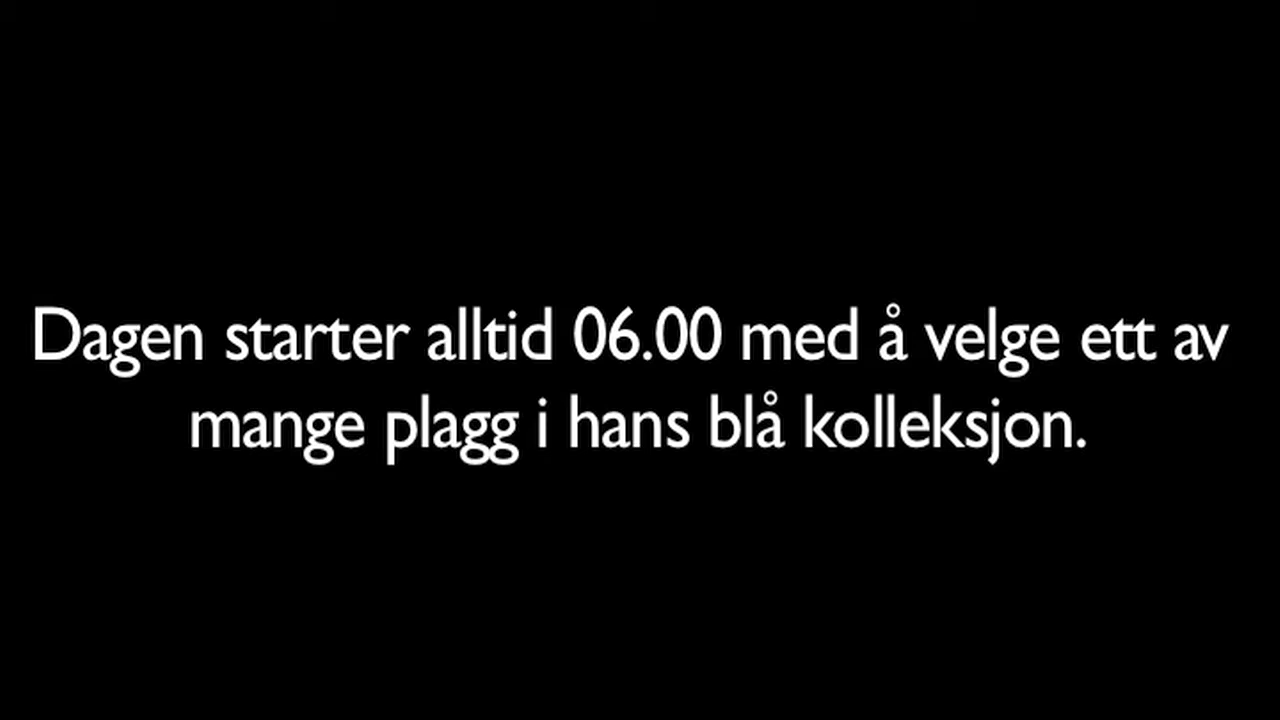 Dagen starter alltid 06.00 med å velge ett av
mange plagg i hans blå kolleksjon.